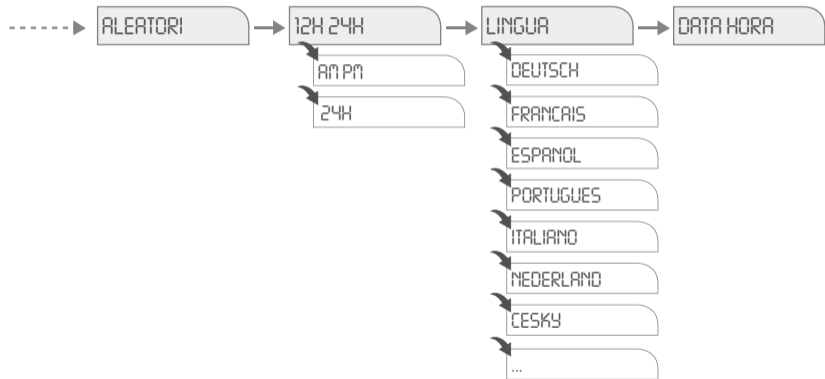 ALEATORI
12H 24H
LINGUA
DATA HORA
AM PM
24H
DEUTSCH
FRANCAIS
ESPANOL
PORTUGUES
ITALIANO
NEDERLAND
CESKY
...